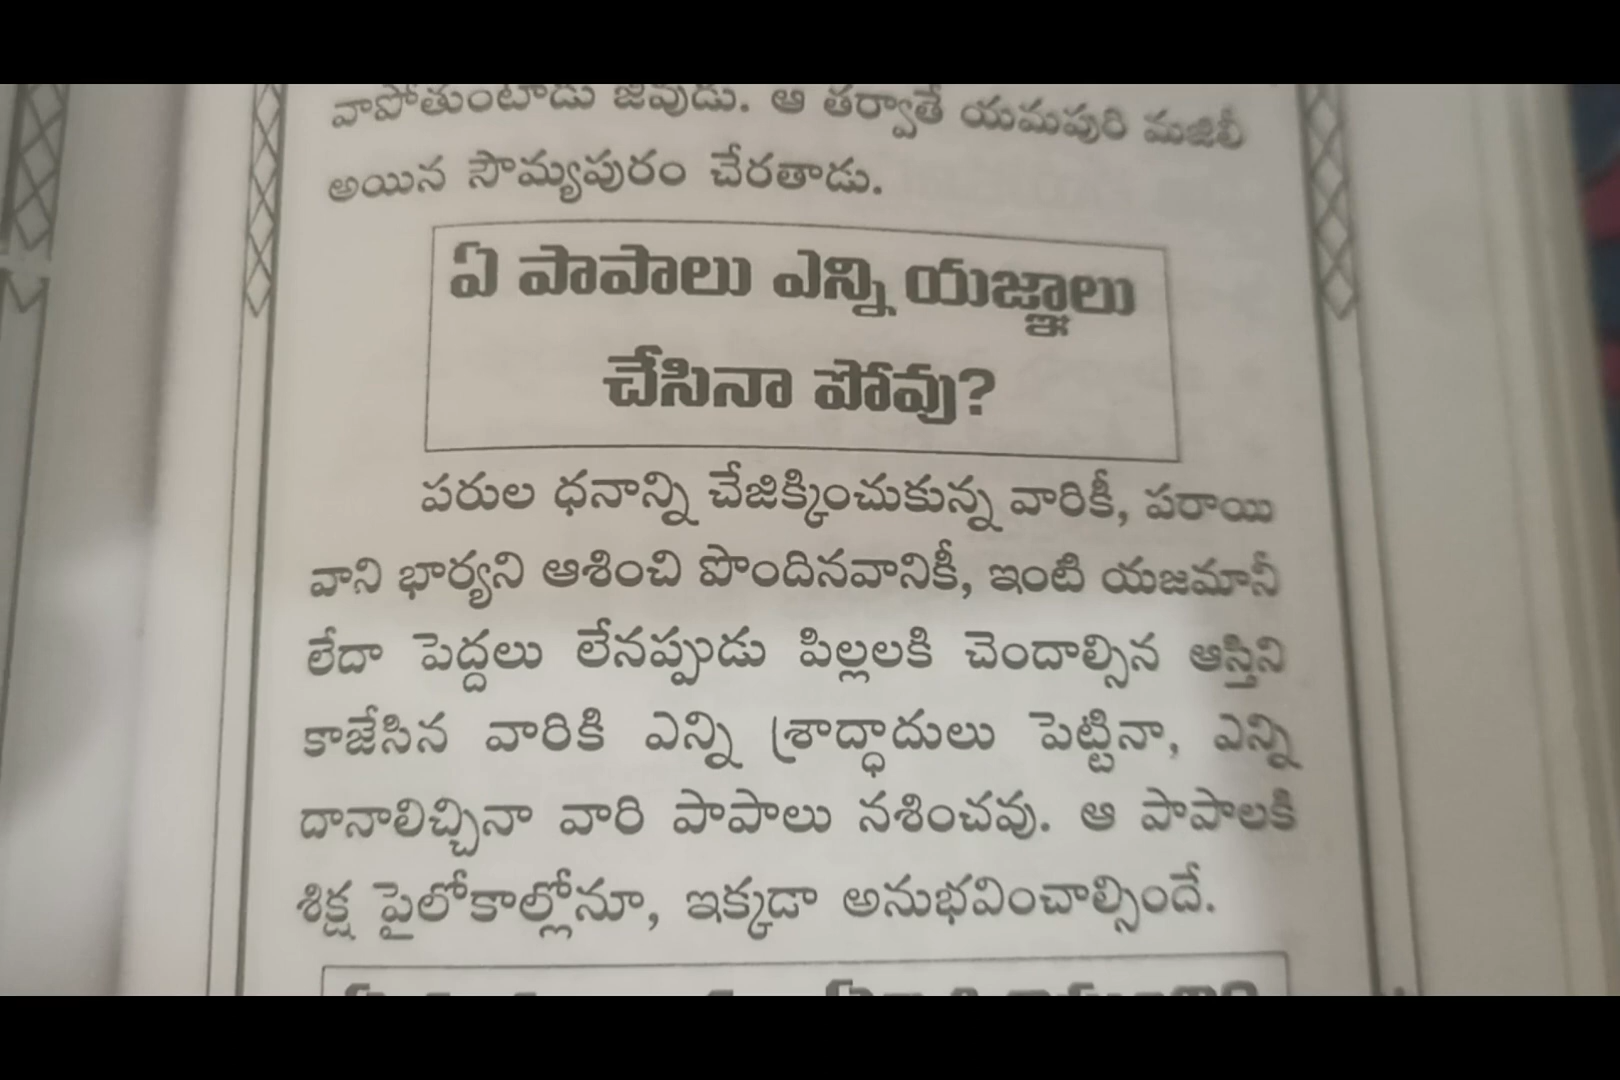 వాపోతుంటాడు జీవుడు. ఆ తర్వాతే యమపురి మజిలీ
అయిన సౌమ్యపురం చేరతాడు.
ఏ పాపాలు ఎన్ని యజ్ఞాలు
చేసినా పోవు?
పరుల ధనాన్ని చేజిక్కించుకున్న వారికీ, పరాయి
వాని భార్యని ఆశించి పొందినవానికీ, ఇంటి యజమానీ
లేదా పెద్దలు లేనప్పుడు పిల్లలకి చెందాల్సిన ఆస్తిని
కాజేసిన వారికి ఎన్ని శ్రాద్ధాదులు పెట్టినా, ఎన్ని
దానాలిచ్చినా వారి పాపాలు నశించవు. ఆ పాపాలకి
శిక్ష పైలోకాల్లోనూ, ఇక్కడా అనుభవించాల్సిందే.